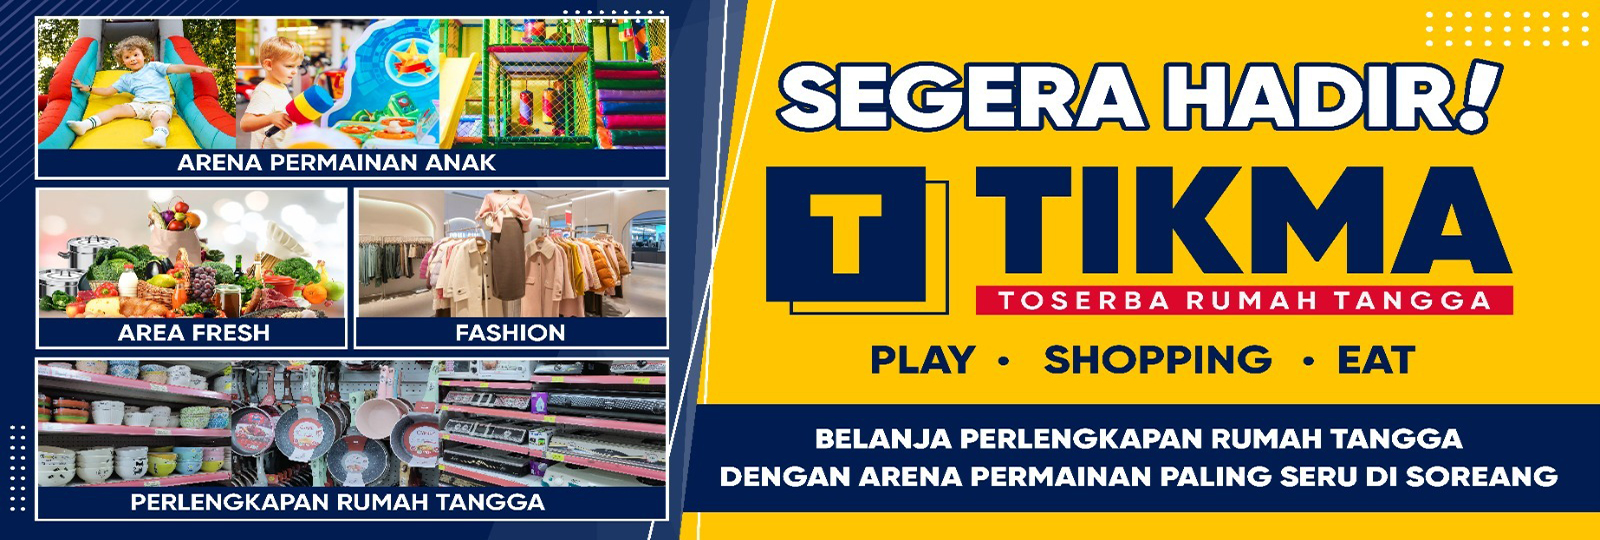 ARENA PERMAINAN ANAK
AREA FRESH
FASHION
PERLENGKAPAN RUMAH TANGGA
SEGERA HADIR!
T TIKMA
TOSERBA RUMAH TANGGA
PLAY • SHOPPING • EAT
BELANJA PERLENGKAPAN RUMAH TANGGA
DENGAN ARENA PERMAINAN PALING SERU DI SOREANG